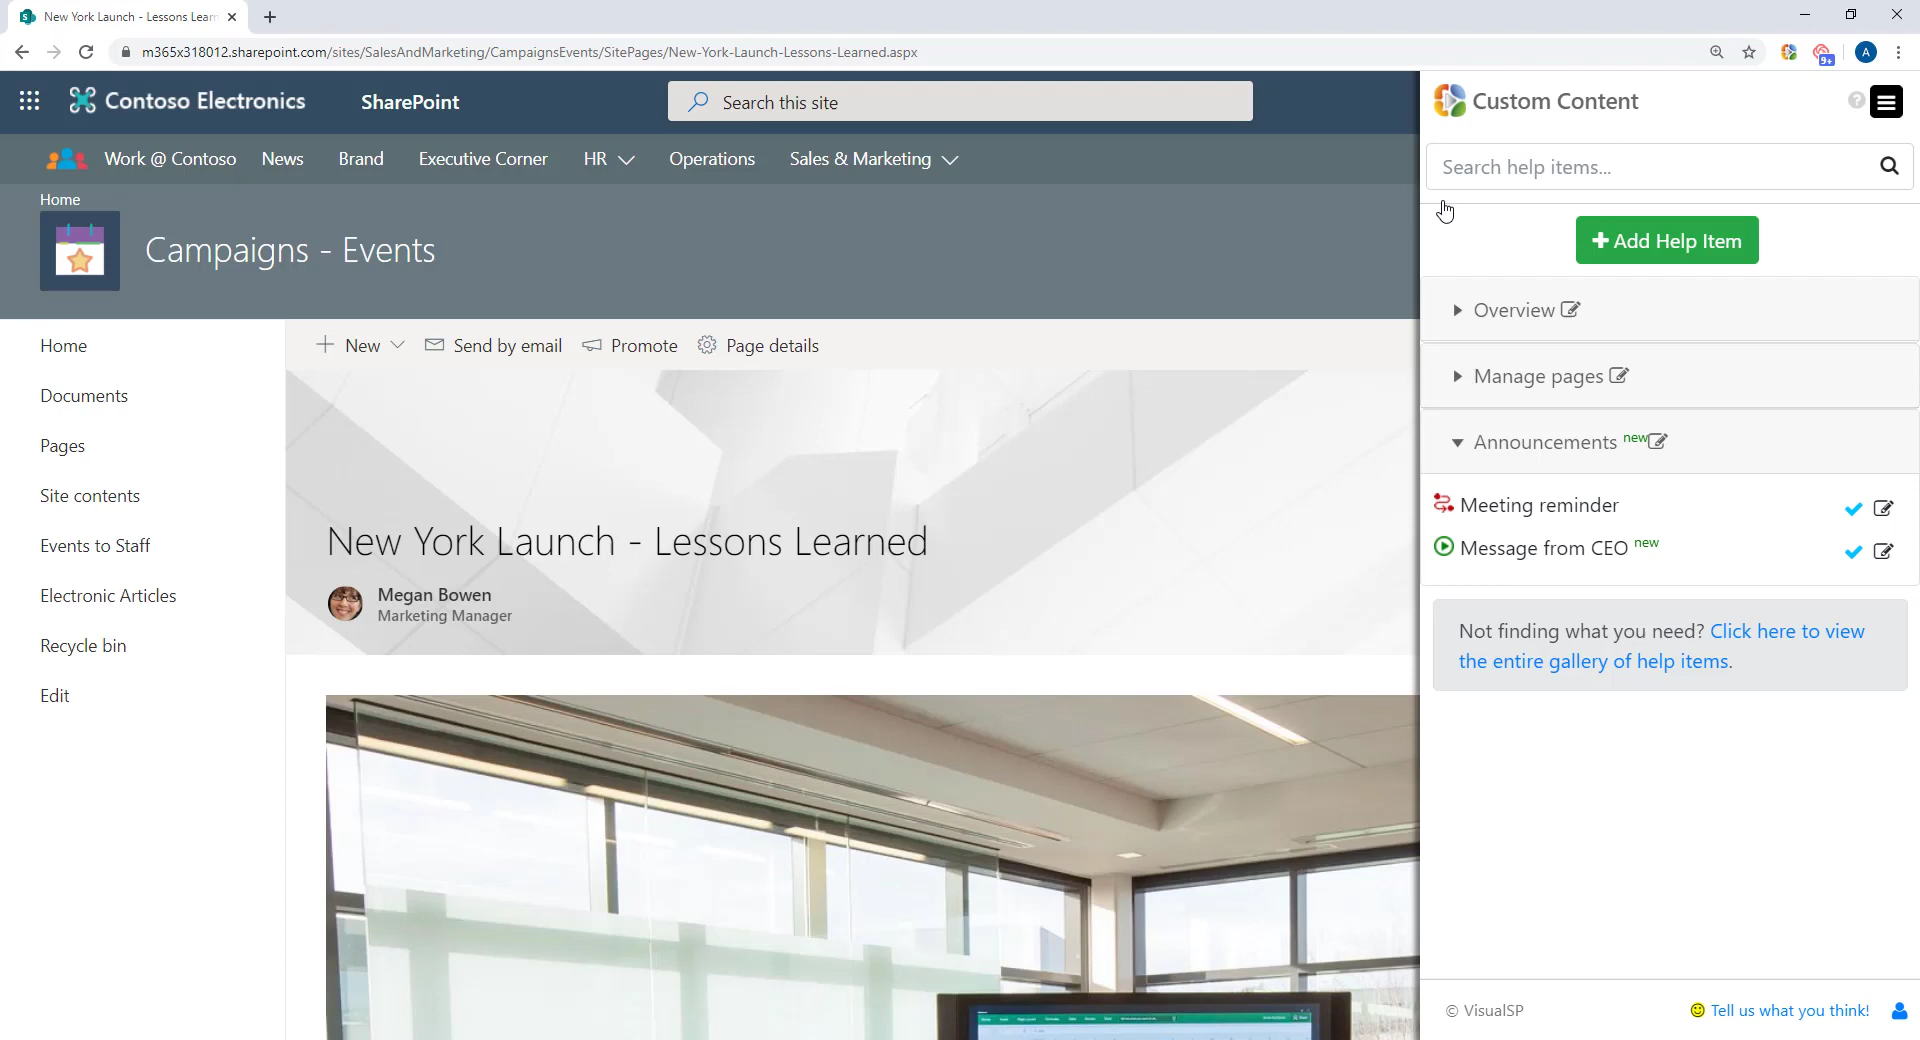 New York Launch - Lessons Learn
m365x318012.sharepoint.com/sites/SalesAndMarketing/CampaignsEvents/SitePages/New-York-Launch-Lessons-Learned.aspx
9+
A
Contoso Electronics
SharePoint
Search this site
Work @ Contoso
News
Brand
Executive Corner
HR
Operations
Sales & Marketing
Home
Campaigns - Events
Home
Documents
Pages
Site contents
Events to Staff
Electronic Articles
Recycle bin
Edit
New
Send by email
Promote
Page details
New York Launch - Lessons Learned
Megan Bowen
Marketing Manager
Custom Content
?
Search help items...
Add Help Item
Overview
Manage pages
Announcements new
Meeting reminder
Message from CEO new
Not finding what you need? Click here to view
the entire gallery of help items.
© VisualSP
Tell us what you think!